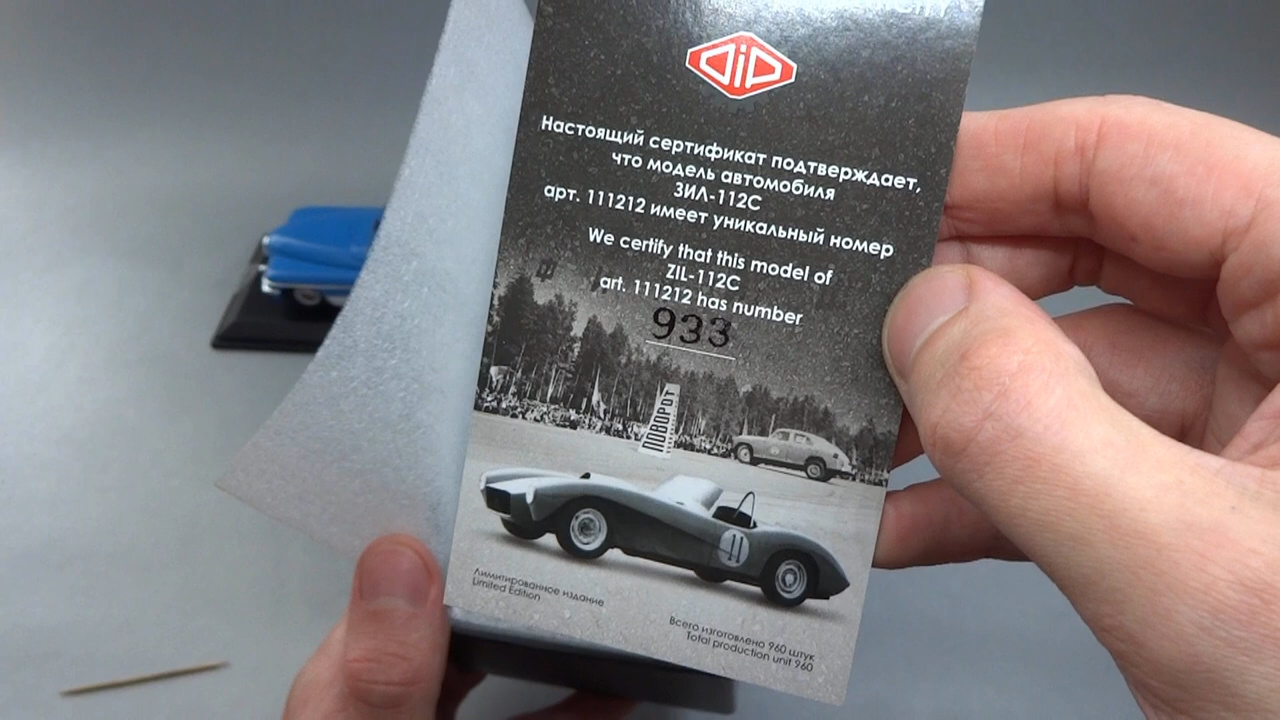 DiP
Настоящий сертификат подтверждает,
что модель автомобиля
ЗИЛ-112С
арт. 111212 имеет уникальный номер
We certify that this model of
ZIL-112C
art. 111212 has number
933
ПОВОРОТ
11
Лимитированное издание
Limited Edition
Всего изготовлено 960 штук
Total production unit 960